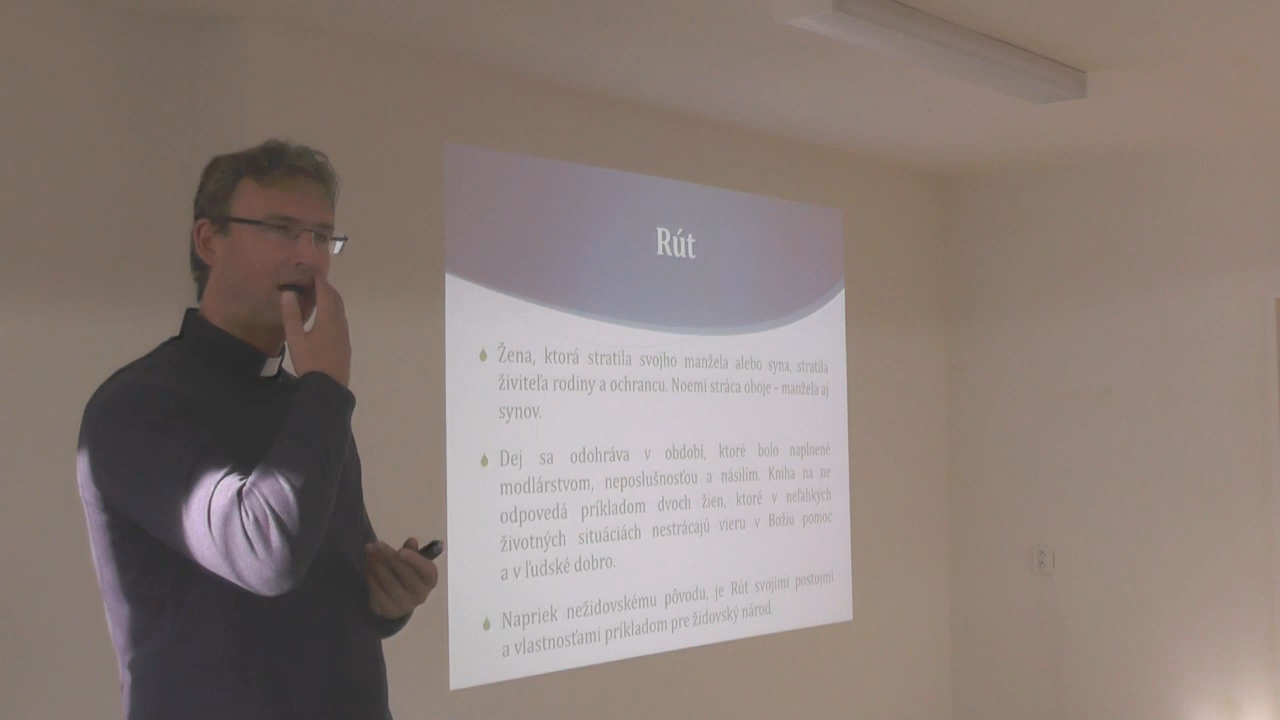 Rút
Žena, ktorá stratila svojho manžela alebo syna, stratila
živiteľa rodiny a ochrancu. Noemi stráca oboje – manžela aj
synov.
Dej sa odohráva v období, ktoré bolo naplnené
modlárstvom, neposlušnosťou a násilím. Kniha na ne
odpovedá príkladom dvoch žien, ktoré v neľahkých
životných situáciách nestrácajú vieru v Božiu pomoc
a v ľudské dobro.
Napriek nežidovskému pôvodu, je Rút svojimi postojmi
a vlastnosťami príkladom pre židovský národ.